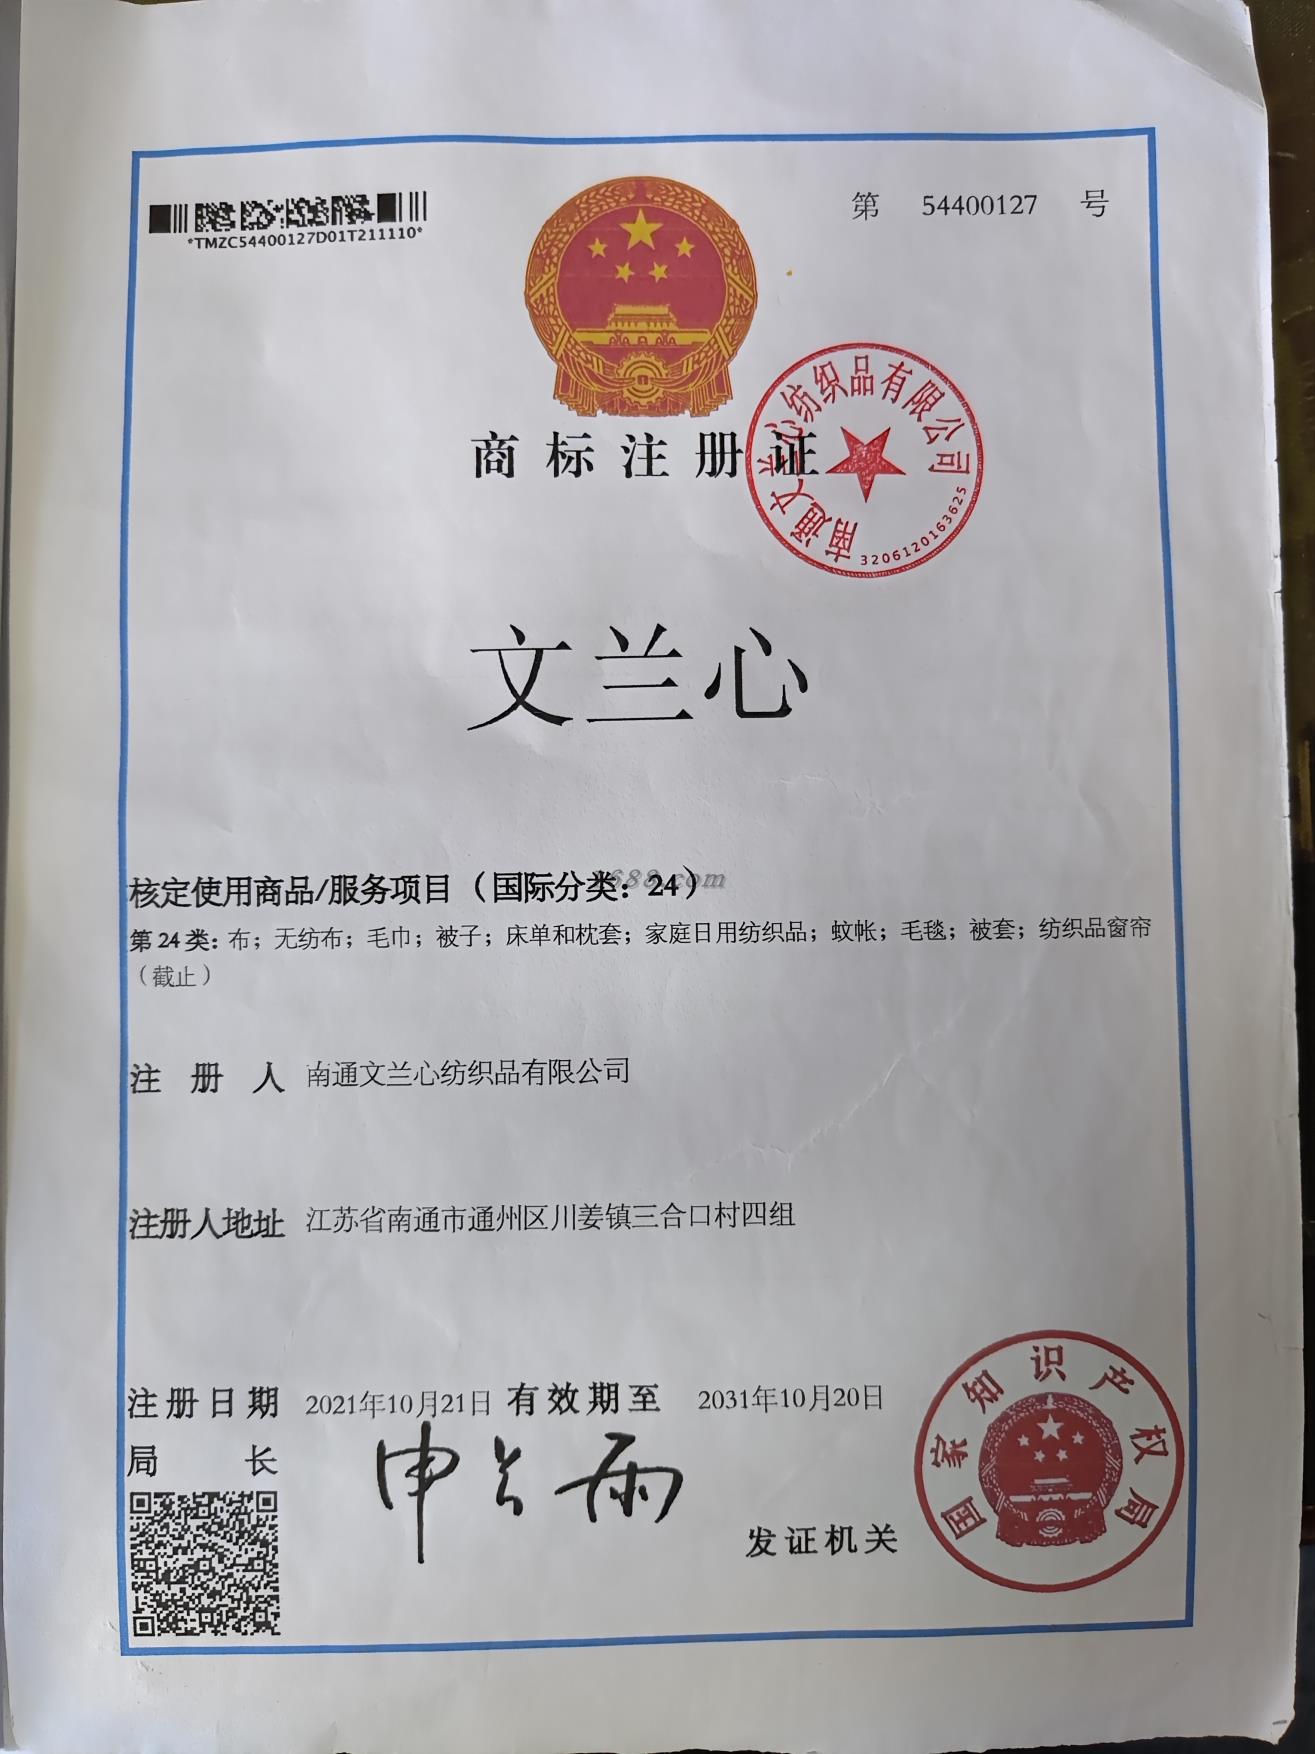 *TMZC54400127D01T211110*
第 54400127 号
商标注册证
南通文兰心纺织品有限公司
3206120163625
文兰心
核定使用商品/服务项目（国际分类：24）
1688.com
第24类：布；无纺布；毛巾；被子；床单和枕套；家庭日用纺织品；蚊帐；毛毯；被套；纺织品窗帘
（截止）
注册人 南通文兰心纺织品有限公司
注册人地址 江苏省南通市通州区川姜镇三合口村四组
注册日期 2021年10月21日 有效期至 2031年10月20日
局长 申长雨
发证机关
国家知识产权局